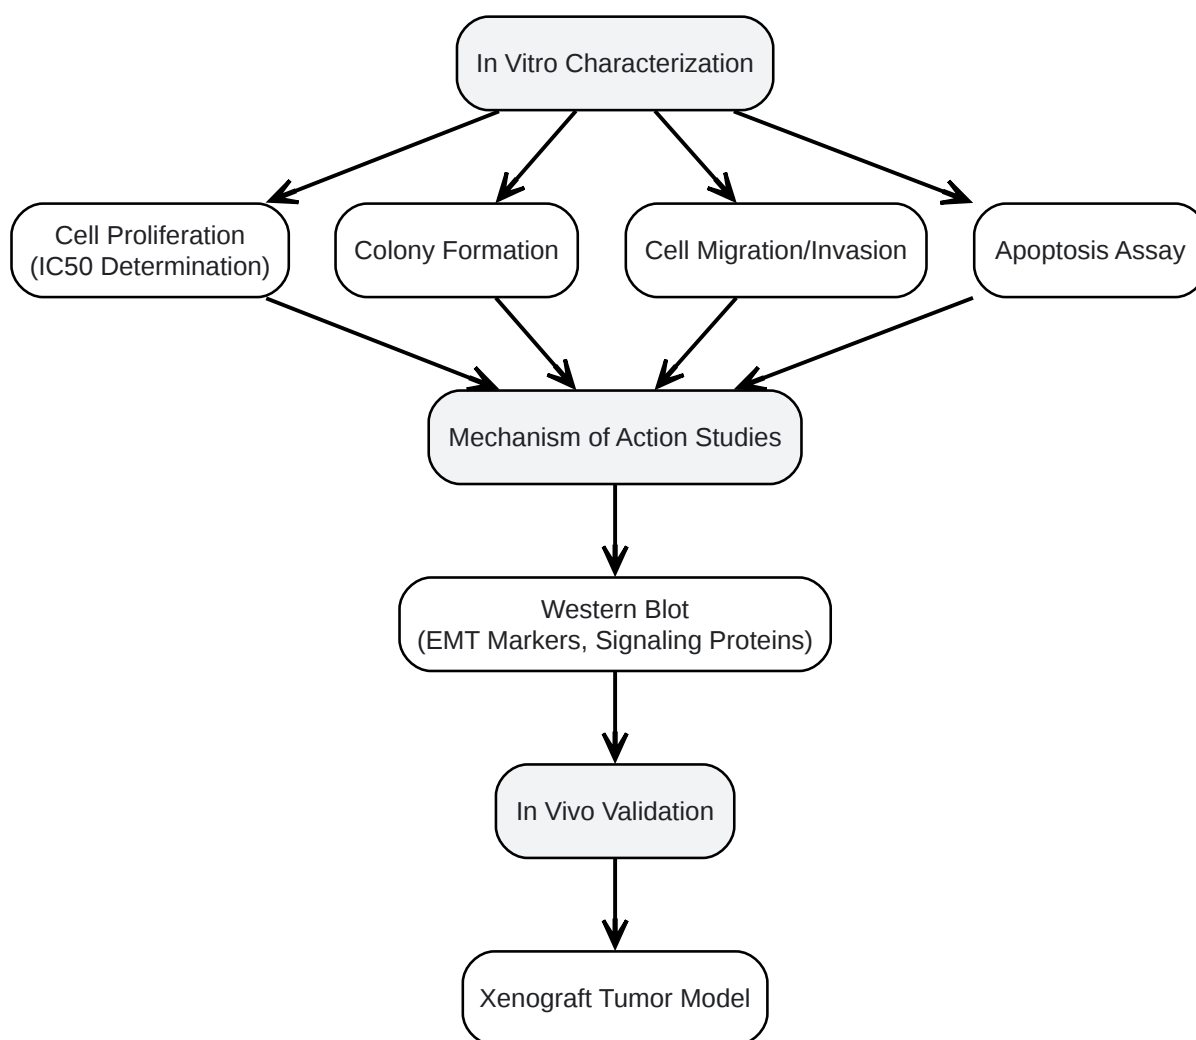 In Vitro Characterization
Cell Proliferation
(IC50 Determination)
Colony Formation
Cell Migration/Invasion
Apoptosis Assay
Mechanism of Action Studies
Western Blot
(EMT Markers, Signaling Proteins)
In Vivo Validation
Xenograft Tumor Model